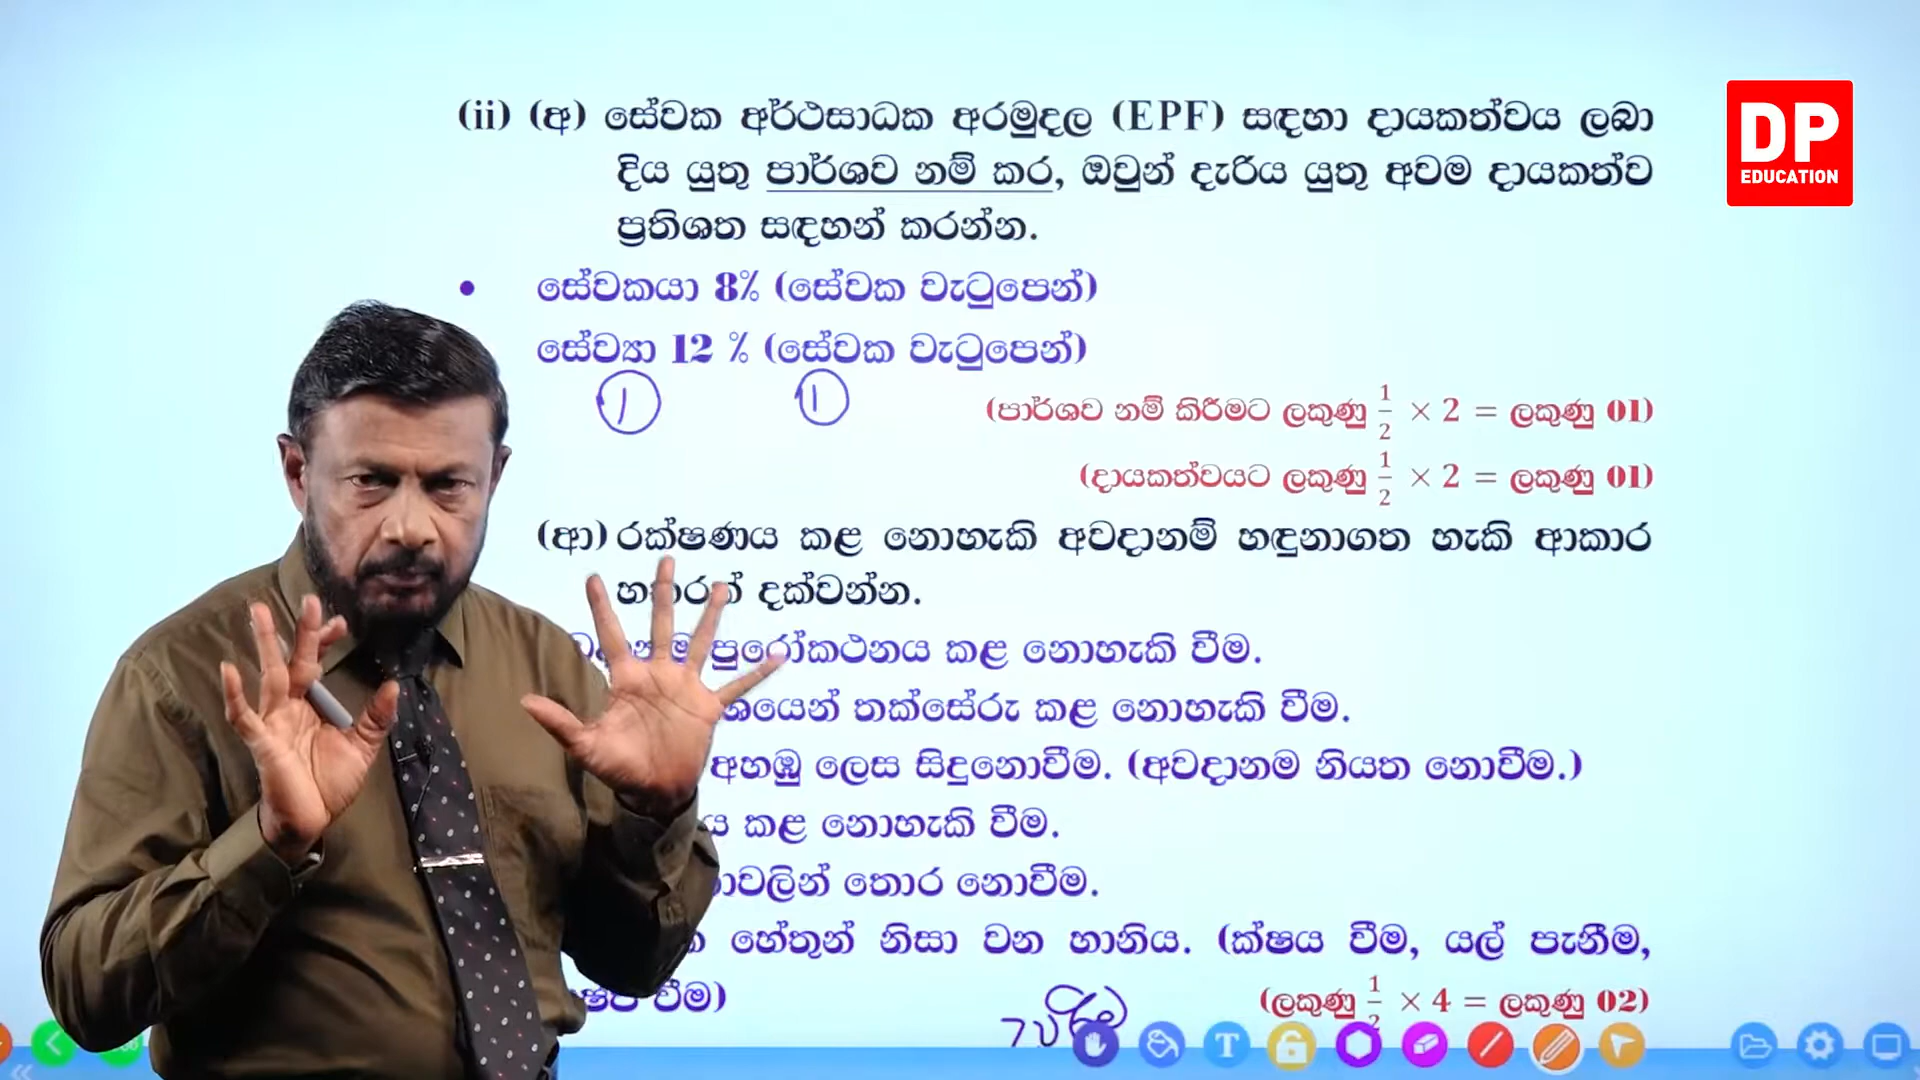 (ii) (අ) සේවක අර්ථසාධක අරමුදල (EPF) සඳහා දායකත්වය ලබා
දිය යුතු පාර්ශව නම් කර, ඔවුන් දැරිය යුතු අවම දායකත්ව
ප්‍රතිශත සඳහන් කරන්න.
DP
EDUCATION
• සේවකයා 8% (සේවක වැටුපෙන්)
සේව්‍යා 12 % (සේවක වැටුපෙන්)
1 1
(පාර්ශව නම් කිරීමට ලකුණු 1/2 × 2 = ලකුණු 01)
(දායකත්වයට ලකුණු 1/2 × 2 = ලකුණු 01)
(ආ) රක්ෂණය කළ නොහැකි අවදානම් හඳුනාගත හැකි ආකාර
දක්වන්න.
පුරෝකථනය කළ නොහැකි වීම.
තක්සේරු කළ නොහැකි වීම.
අහඹු ලෙස සිදුනොවීම. (අවදානම නියත නොවීම.)
කළ නොහැකි වීම.
තොර නොවීම.
හේතූන් නිසා වන හානිය. (ක්ෂය වීම, යල් පැනීම,
වීම)
(ලකුණු 1/2 × 4 = ලකුණු 02)
T